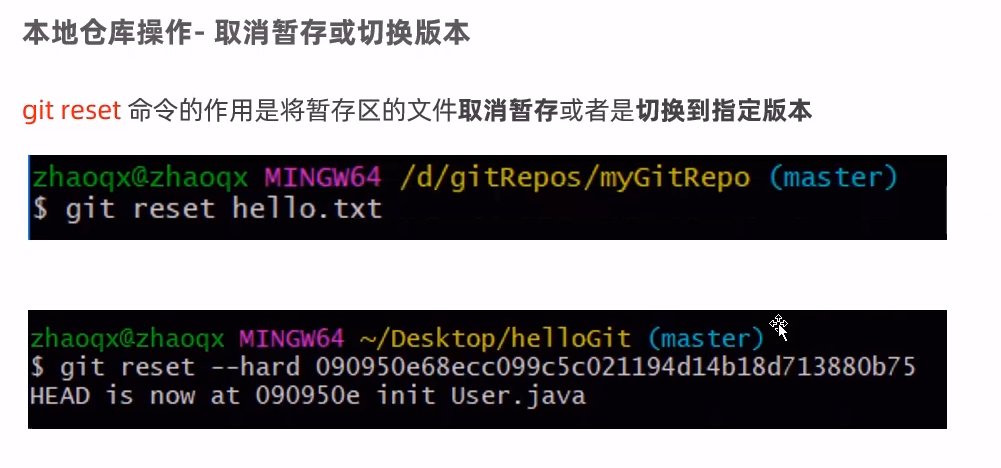 本地仓库操作- 取消暂存或切换版本
git reset 命令的作用是将暂存区的文件取消暂存或者是切换到指定版本
zhaoqx@zhaoqx MINGW64 /d/gitRepos/myGitRepo (master)
$ git reset hello.txt
zhaoqx@zhaoqx MINGW64 ~/Desktop/helloGit (master)
$ git reset --hard 090950e68ecc099c5c021194d14b18d713880b75
HEAD is now at 090950e init User.java